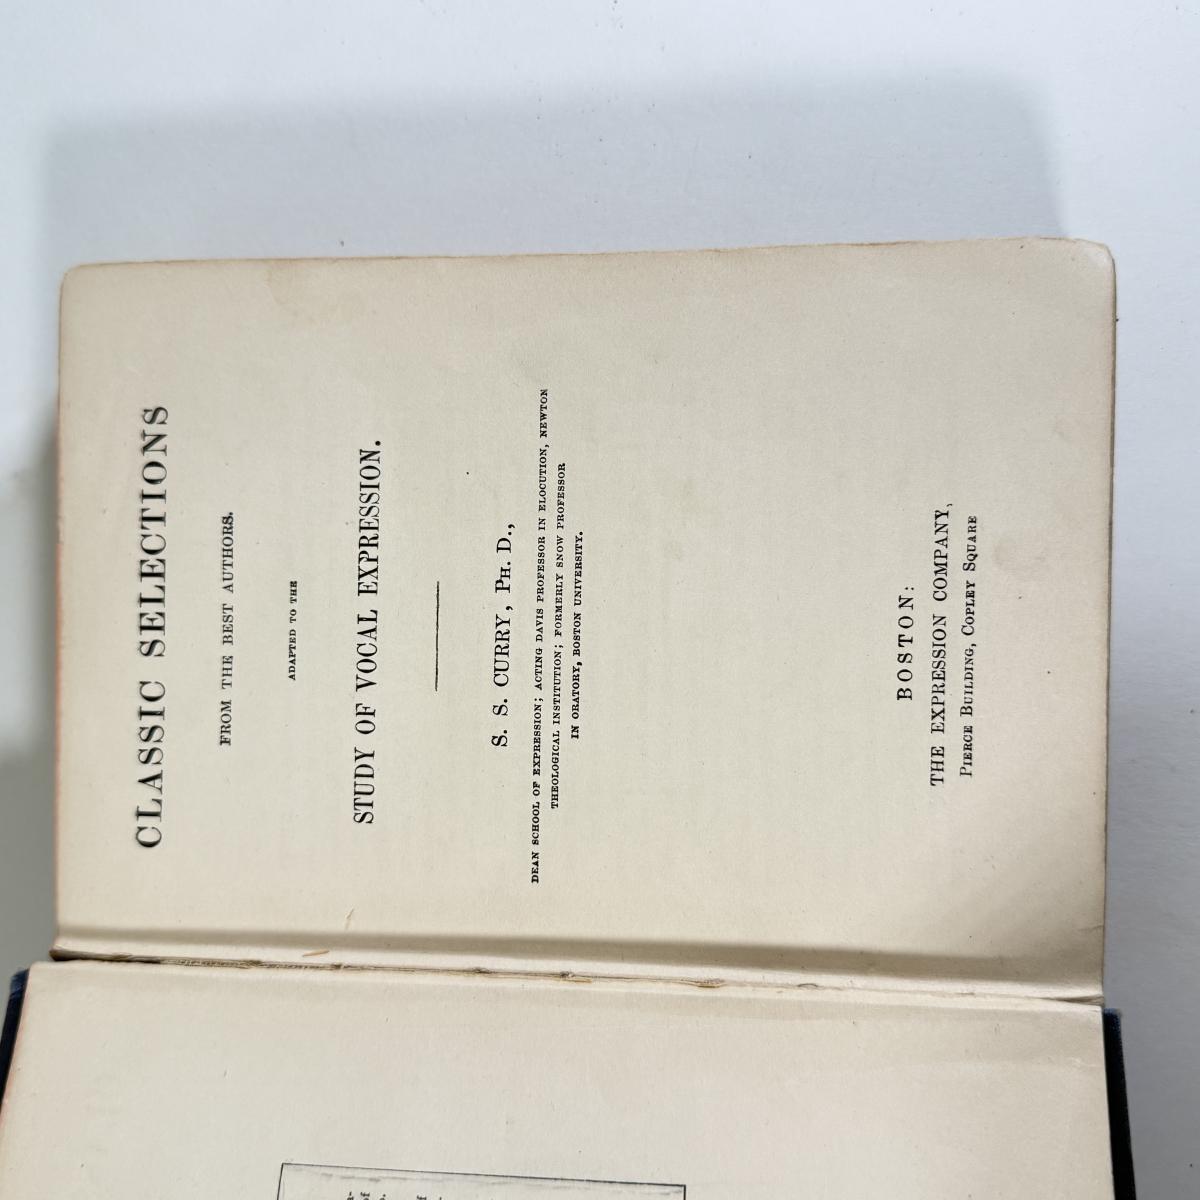 CLASSIC SELECTIONS
FROM THE BEST AUTHORS.
ADAPTED TO THE
STUDY OF VOCAL EXPRESSION.
S. S. CURRY, PH. D.,
DEAN SCHOOL OF EXPRESSION; ACTING DAVIS PROFESSOR IN ELOCUTION, NEWTON
THEOLOGICAL INSTITUTION; FORMERLY SNOW PROFESSOR
IN ORATORY, BOSTON UNIVERSITY.
BOSTON:
THE EXPRESSION COMPANY,
PIERCE BUILDING, COPLEY SQUARE